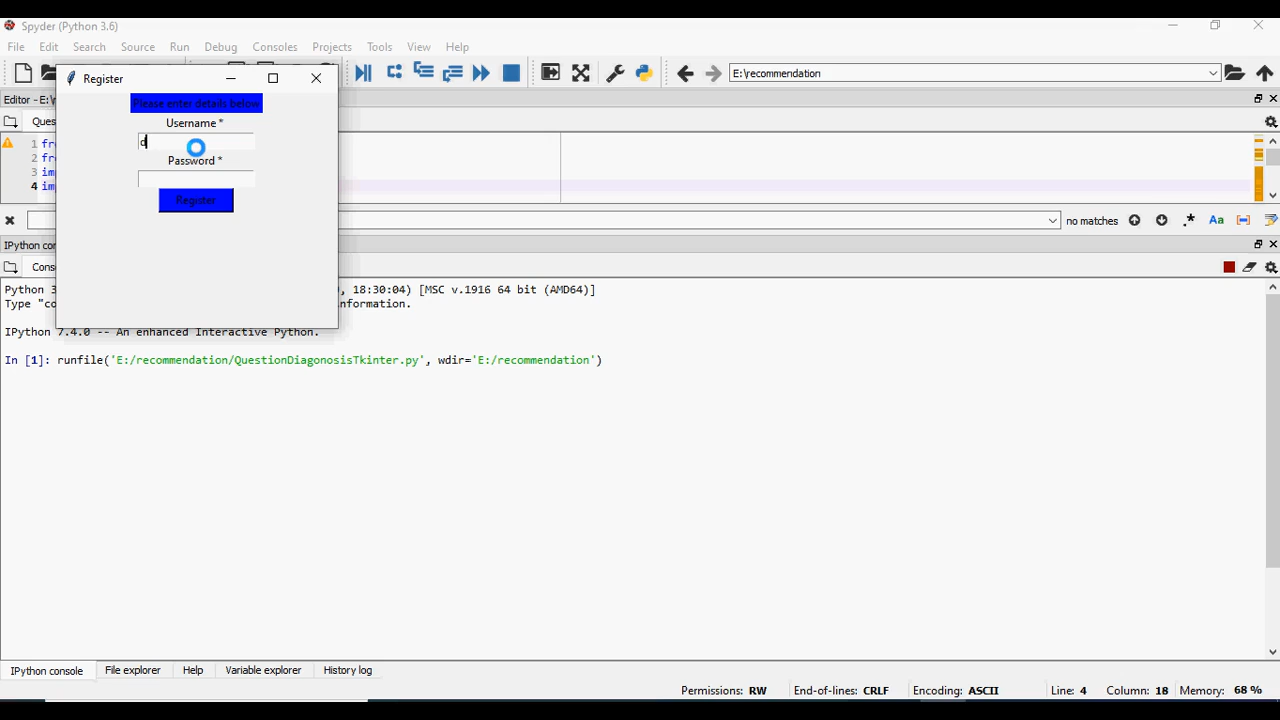 Spyder (Python 3.6)
File Edit Search Source Run Debug Consoles Projects Tools View Help
Register
E:\recommendation
Please enter details below
Username *
d
Password *
Register
Editor - E:\
Ques
1
2
3 im
4 im
no matches
Aa
IPython con
Cons
Python 3 , 18:30:04) [MSC v.1916 64 bit (AMD64)]
Type "co nformation.
IPython 7.4.0 -- An enhanced Interactive Python.
In [1]: runfile('E:/recommendation/QuestionDiagonosisTkinter.py', wdir='E:/recommendation')
IPython console File explorer Help Variable explorer History log
Permissions: RW End-of-lines: CRLF Encoding: ASCII Line: 4 Column: 18 Memory: 68 %